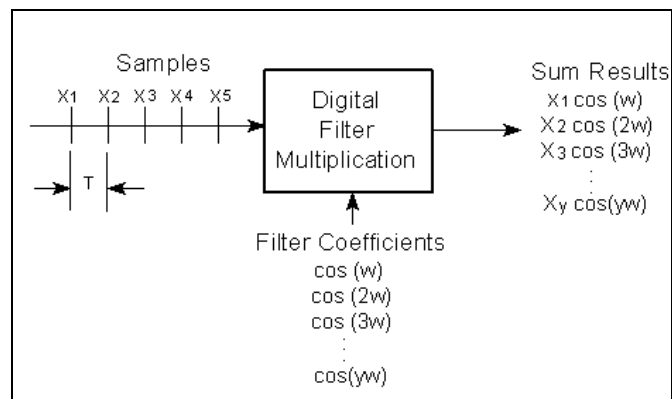 Samples
X1 X2 X3 X4 X5
T
Digital
Filter
Multiplication
Sum Results
X1 cos (w)
X2 cos (2w)
X3 cos (3w)
⋮
Xy cos(yw)
Filter Coefficients
cos (w)
cos (2w)
cos (3w)
⋮
cos(yw)